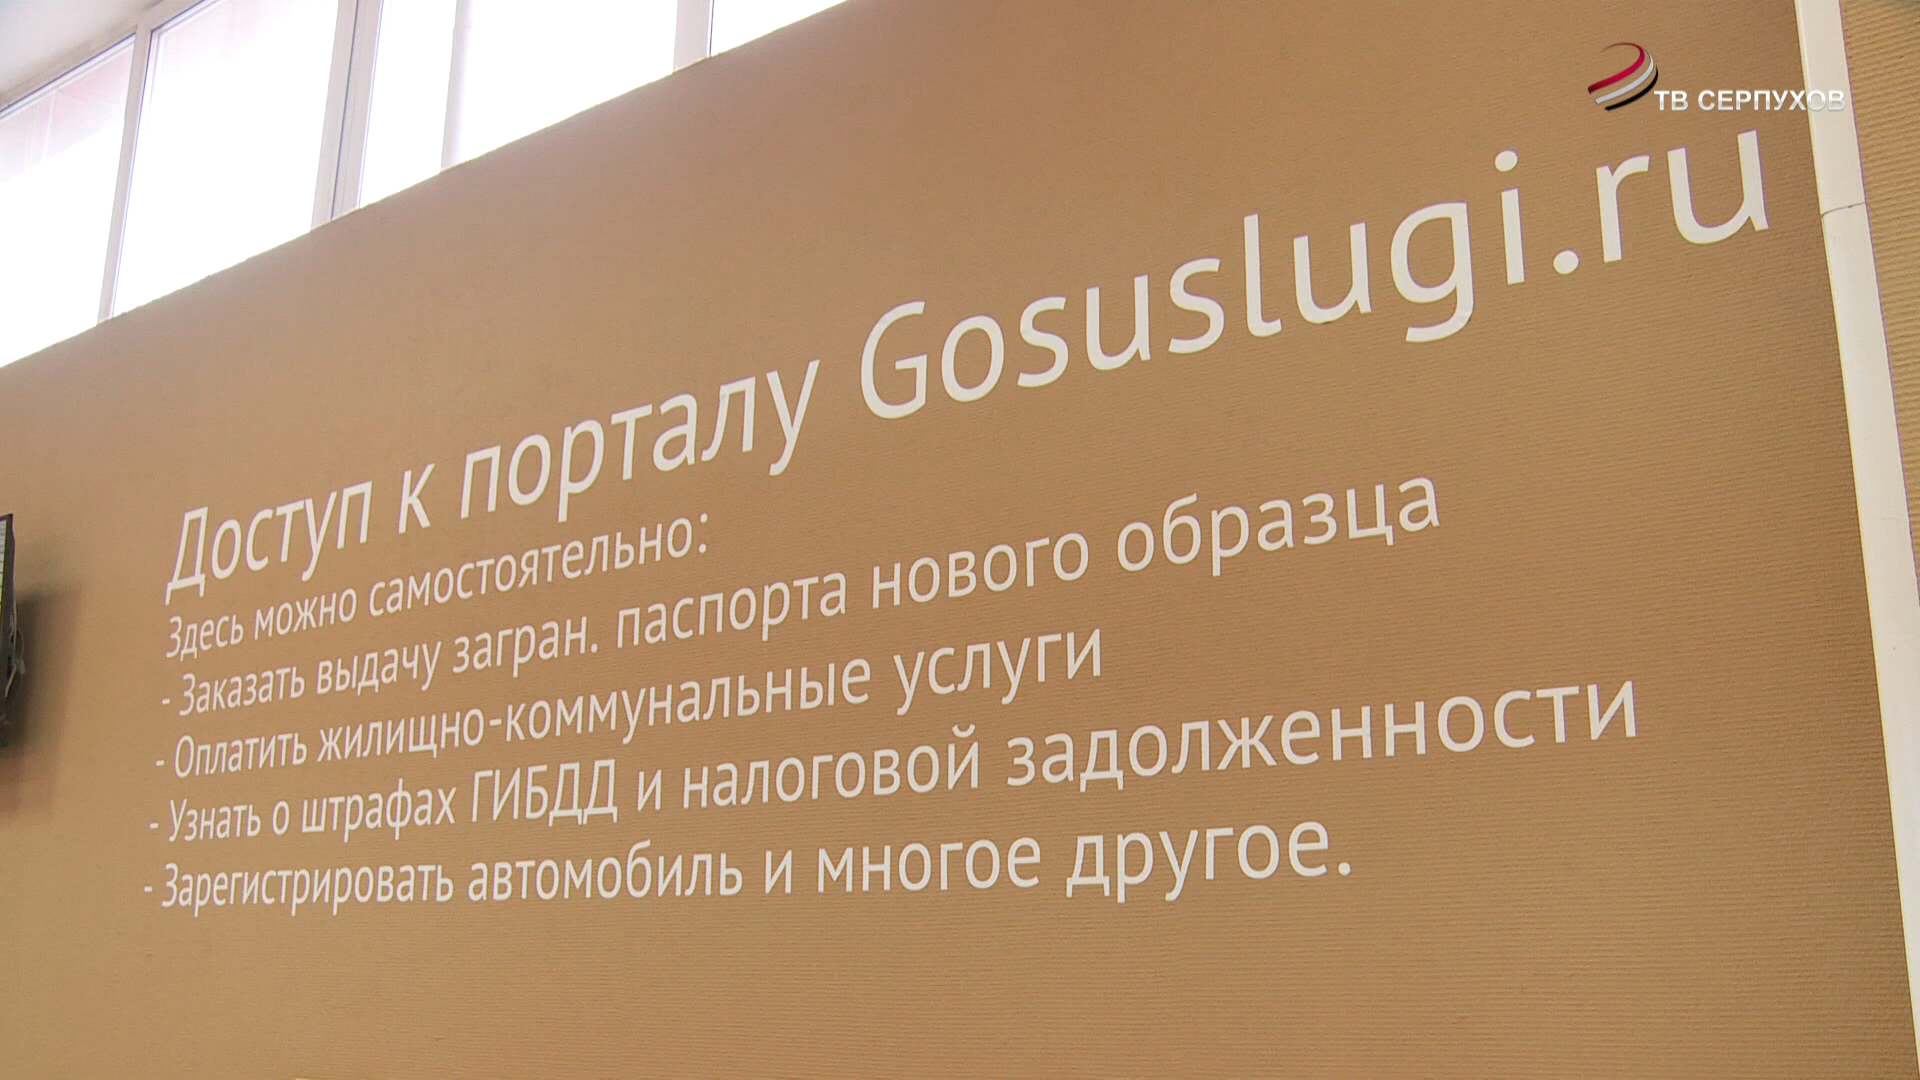 ТВ СЕРПУХОВ
Доступ к порталу Gosuslugi.ru
Здесь можно самостоятельно:
- Заказать выдачу загран. паспорта нового образца
- Оплатить жилищно-коммунальные услуги
- Узнать о штрафах ГИБДД и налоговой задолженности
- Зарегистрировать автомобиль и многое другое.